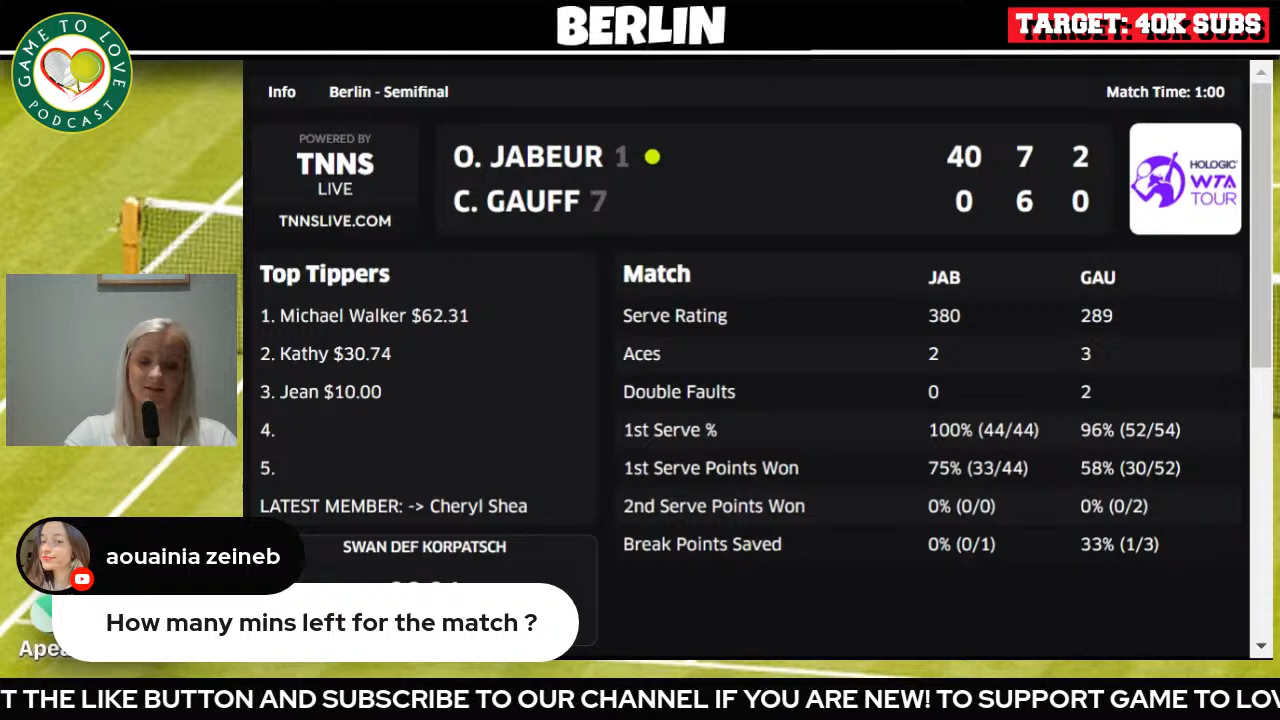 BERLIN
TARGET: 40K SUBS
GAME TO LOVE
PODCAST
Info Berlin - Semifinal Match Time: 1:00
POWERED BY
TNNS
LIVE
TNNSLIVE.COM
O. JABEUR 1 40 7 2
C. GAUFF 7 0 6 0
HOLOGIC
WTA
TOUR
Top Tippers
1. Michael Walker $62.31
2. Kathy $30.74
3. Jean $10.00
4.
5.
LATEST MEMBER: -> Cheryl Shea
Match JAB GAU
Serve Rating 380 289
Aces 2 3
Double Faults 0 2
1st Serve % 100% (44/44) 96% (52/54)
1st Serve Points Won 75% (33/44) 58% (30/52)
2nd Serve Points Won 0% (0/0) 0% (0/2)
Break Points Saved 0% (0/1) 33% (1/3)
SWAN DEF KORPATSCH
aouainia zeineb
How many mins left for the match ?
T THE LIKE BUTTON AND SUBSCRIBE TO OUR CHANNEL IF YOU ARE NEW! TO SUPPORT GAME TO LOV